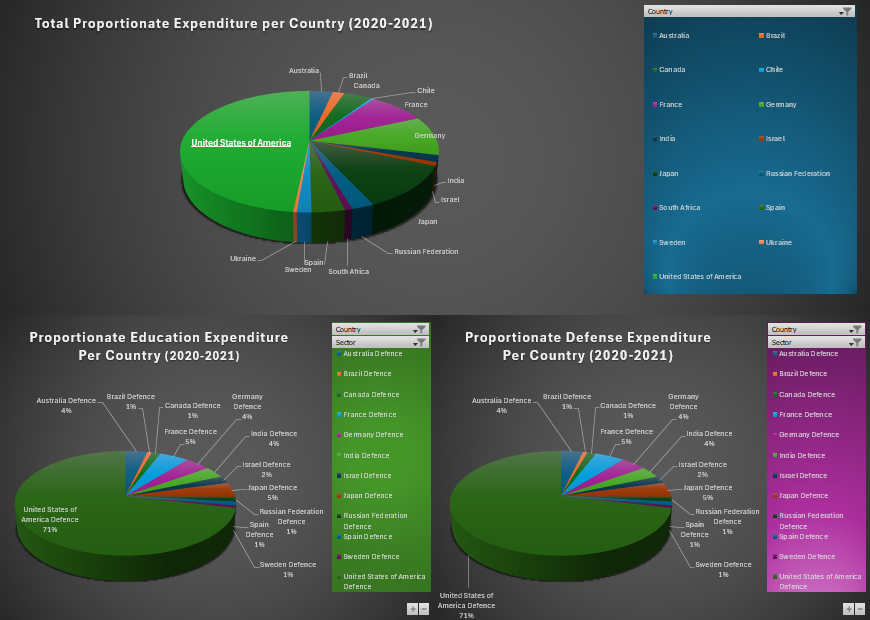 Total Proportionate Expenditure per Country (2020-2021)
Australia
Brazil
Canada
Chile
France
Germany
India
Israel
Japan
Russian Federation
South Africa
Spain
Sweden
Ukraine
United States of America
Country
Australia
Brazil
Canada
Chile
France
Germany
India
Israel
Japan
Russian Federation
South Africa
Spain
Sweden
Ukraine
United States of America
Proportionate Education Expenditure
Per Country (2020-2021)
Australia Defence
4%
Brazil Defence
1%
Canada Defence
1%
France Defence
5%
Germany
Defence
4%
India Defence
4%
Israel Defence
2%
Japan Defence
5%
Russian Federation
Defence
1%
Spain
Defence
1%
Sweden Defence
1%
United States of
America Defence
71%
Country
Sector
Australia Defence
Brazil Defence
Canada Defence
France Defence
Germany Defence
India Defence
Israel Defence
Japan Defence
Russian Federation
Defence
Spain Defence
Sweden Defence
United States of America
Defence
+ −
Proportionate Defense Expenditure
Per Country (2020-2021)
Australia Defence
4%
Brazil Defence
1%
Canada Defence
1%
France Defence
5%
Germany
Defence
4%
India Defence
4%
Israel Defence
2%
Japan Defence
5%
Russian Federation
Defence
1%
Spain
Defence
1%
Sweden Defence
1%
United States of
America Defence
71%
Country
Sector
Australia Defence
Brazil Defence
Canada Defence
France Defence
Germany Defence
India Defence
Israel Defence
Japan Defence
Russian Federation
Defence
Spain Defence
Sweden Defence
United States of America
Defence
+ −